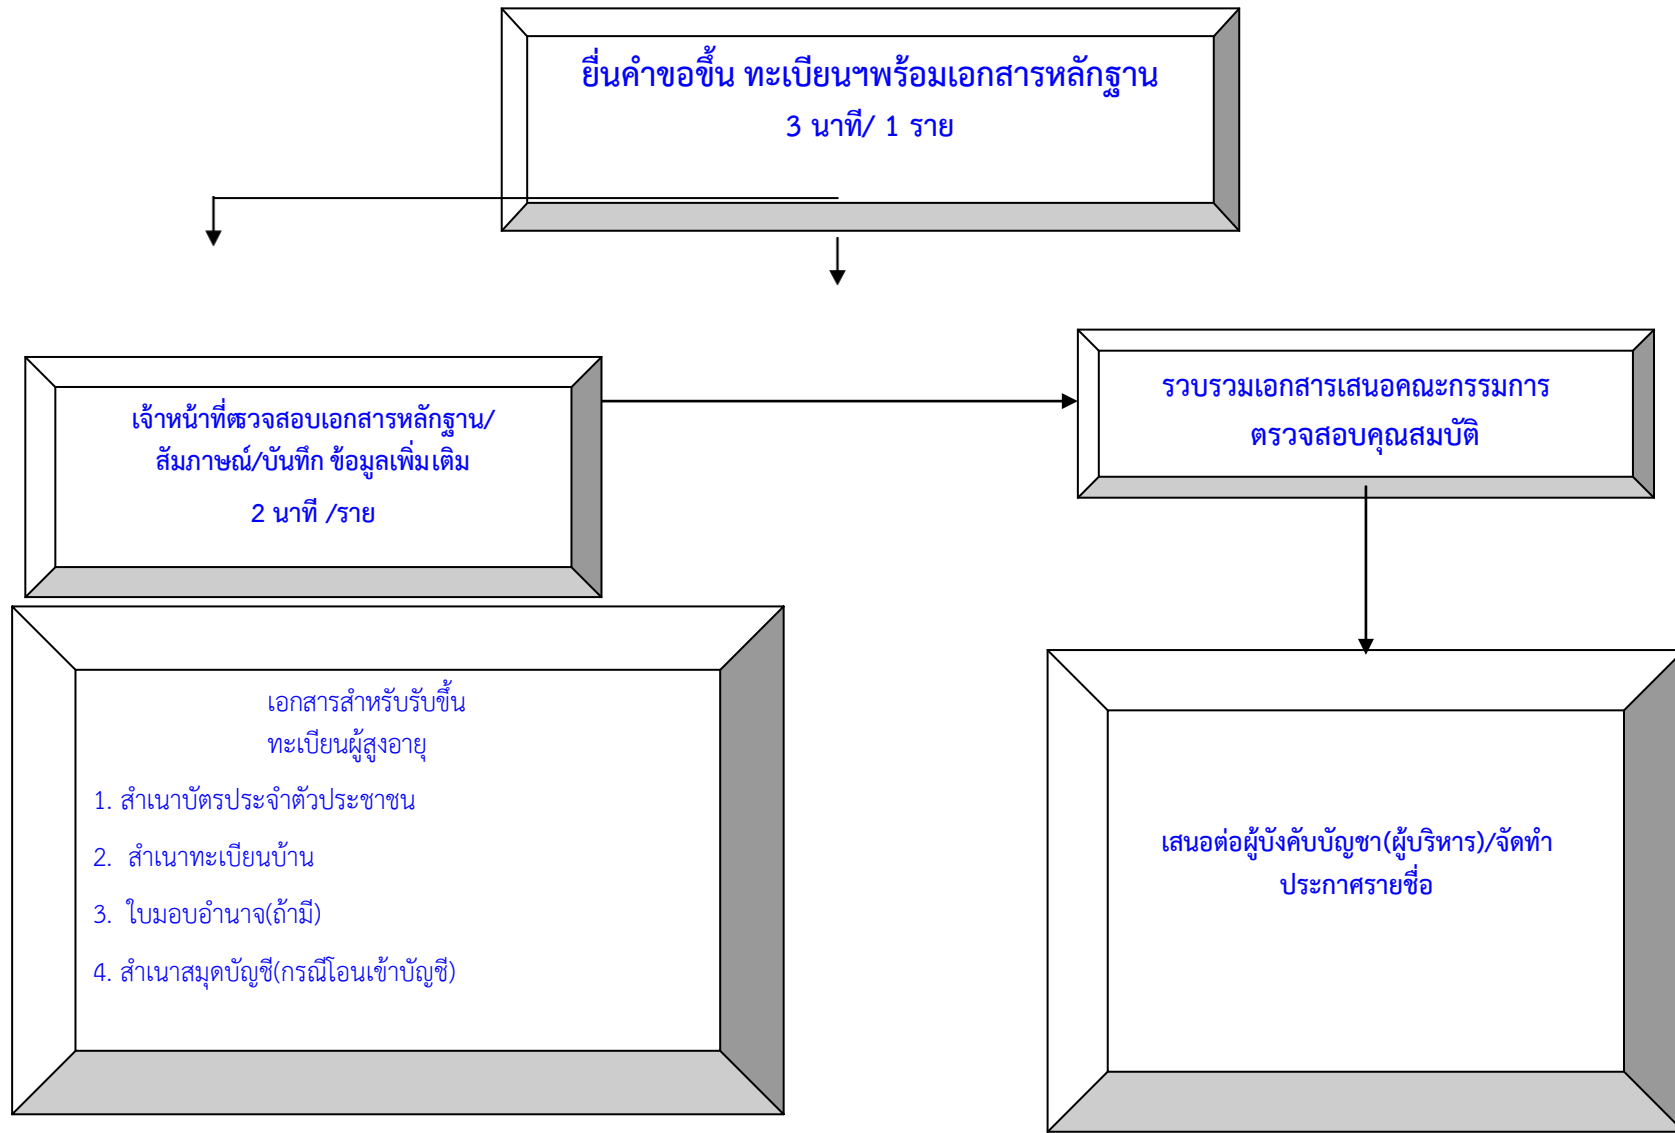 ยื่นคำขอขึ้น ทะเบียนฯพร้อมเอกสารหลักฐาน
3 นาที/ 1 ราย
เจ้าหน้าที่ตรวจสอบเอกสารหลักฐาน/
สัมภาษณ์/บันทึก ข้อมูลเพิ่มเติม
2 นาที /ราย
รวบรวมเอกสารเสนอคณะกรรมการ
ตรวจสอบคุณสมบัติ
เอกสารสำหรับรับขึ้น
ทะเบียนผู้สูงอายุ
1. สำเนาบัตรประจำตัวประชาชน
2. สำเนาทะเบียนบ้าน
3. ใบมอบอำนาจ(ถ้ามี)
4. สำเนาสมุดบัญชี(กรณีโอนเข้าบัญชี)
เสนอต่อผู้บังคับบัญชา(ผู้บริหาร)/จัดทำ
ประกาศรายชื่อ